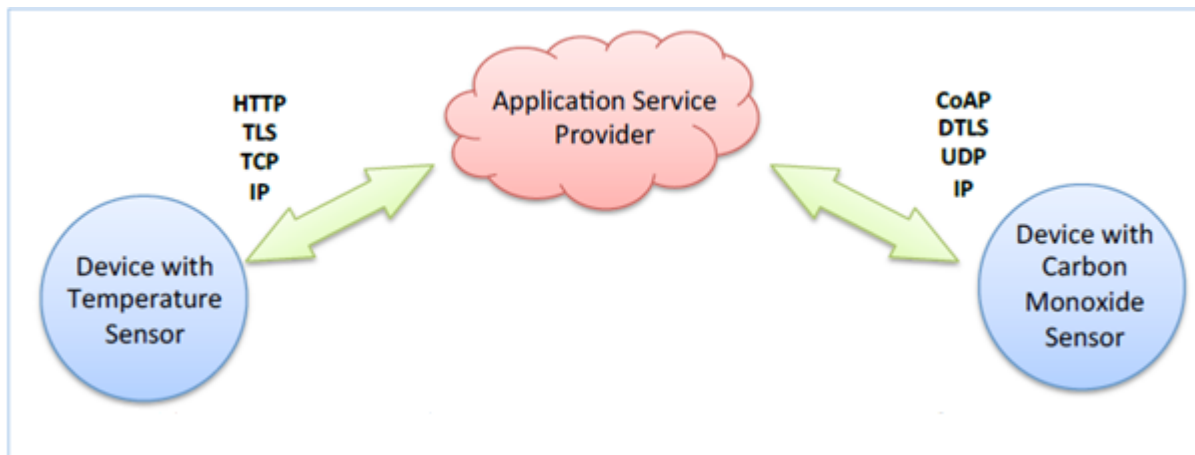 HTTP
TLS
TCP
IP
Application Service
Provider
CoAP
DTLS
UDP
IP
Device with
Temperature
Sensor
Device with
Carbon
Monoxide
Sensor